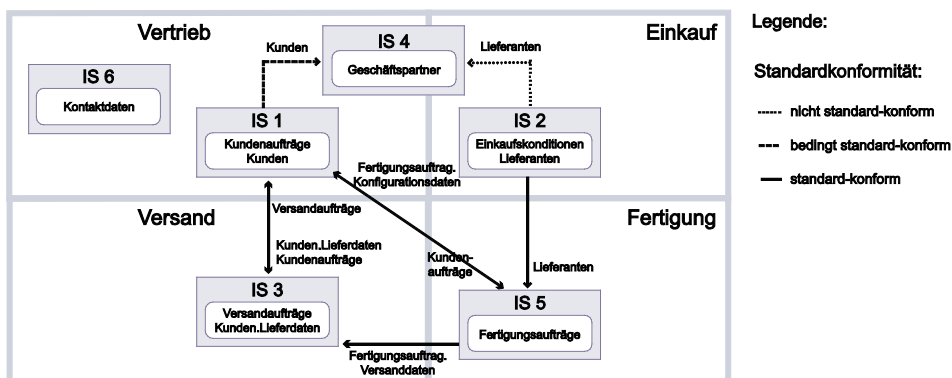 Vertrieb
Einkauf
Legende:
IS 4
Geschäftspartner
Kunden
Lieferanten
IS 6
Kontaktdaten
Standardkonformität:
nicht standard-konform
bedingt standard-konform
standard-konform
IS 1
Kundenaufträge
Kunden
IS 2
Einkaufskonditionen
Lieferanten
Fertigungsauftrag.
Konfigurationsdaten
Versand
Fertigung
Versandaufträge
Kunden.Lieferdaten
Kundenaufträge
Kunden-
aufträge
Lieferanten
IS 3
Versandaufträge
Kunden.Lieferdaten
IS 5
Fertigungsaufträge
Fertigungsauftrag.
Versanddaten